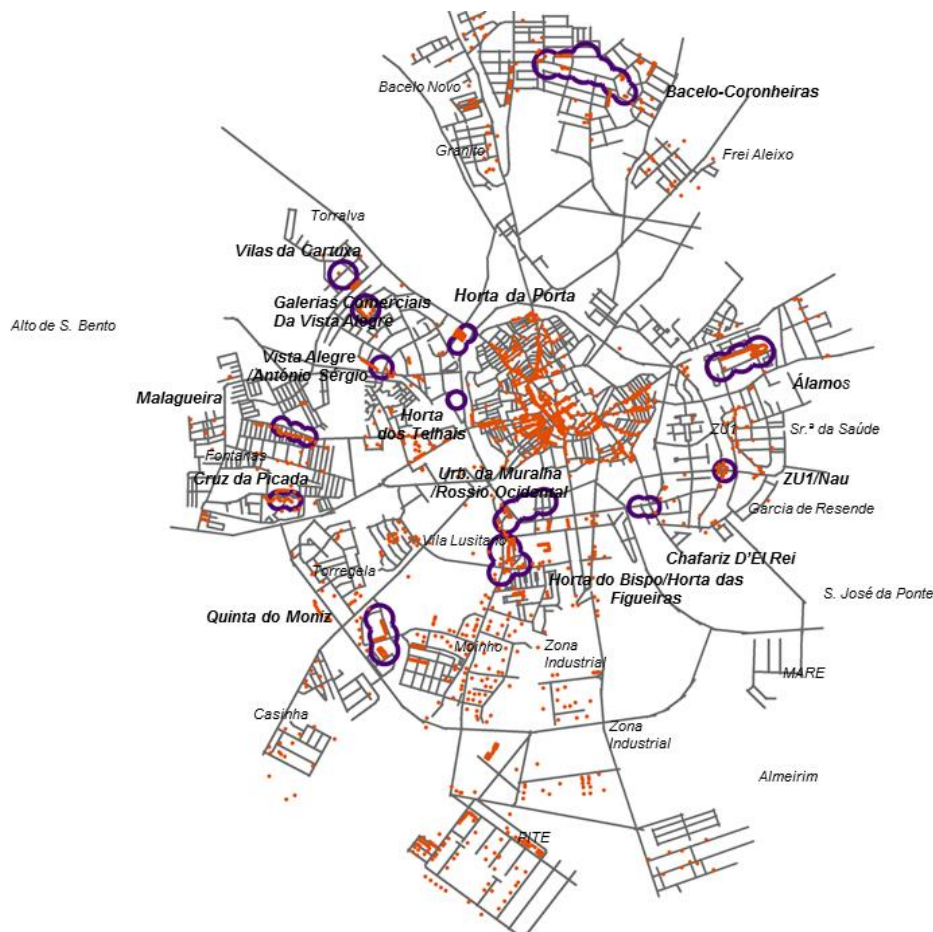 Bacelo Novo
Bacelo-Coronheiras
Granito
Frei Aleixo
Torralva
Vilas da Cartuxa
Galerias Comerciais
Da Vista Alegre
Horta da Porta
Alto de S. Bento
Vista Alegre
/António Sérgio
Álamos
Malagueira
Horta
dos Telhais
ZU1
Sr.ª da Saúde
Fontanas
Cruz da Picada
Urb. da Muralha
/Rossio Ocidental
ZU1/Nau
Garcia de Resende
Vila Lusitano
Chafariz D'El Rei
Torregela
Horta do Bispo/Horta das
Figueiras
S. José da Ponte
Quinta do Moniz
Moinho
Zona
Industrial
MARE
Casinha
Zona
Industrial
Almeirim
PITE